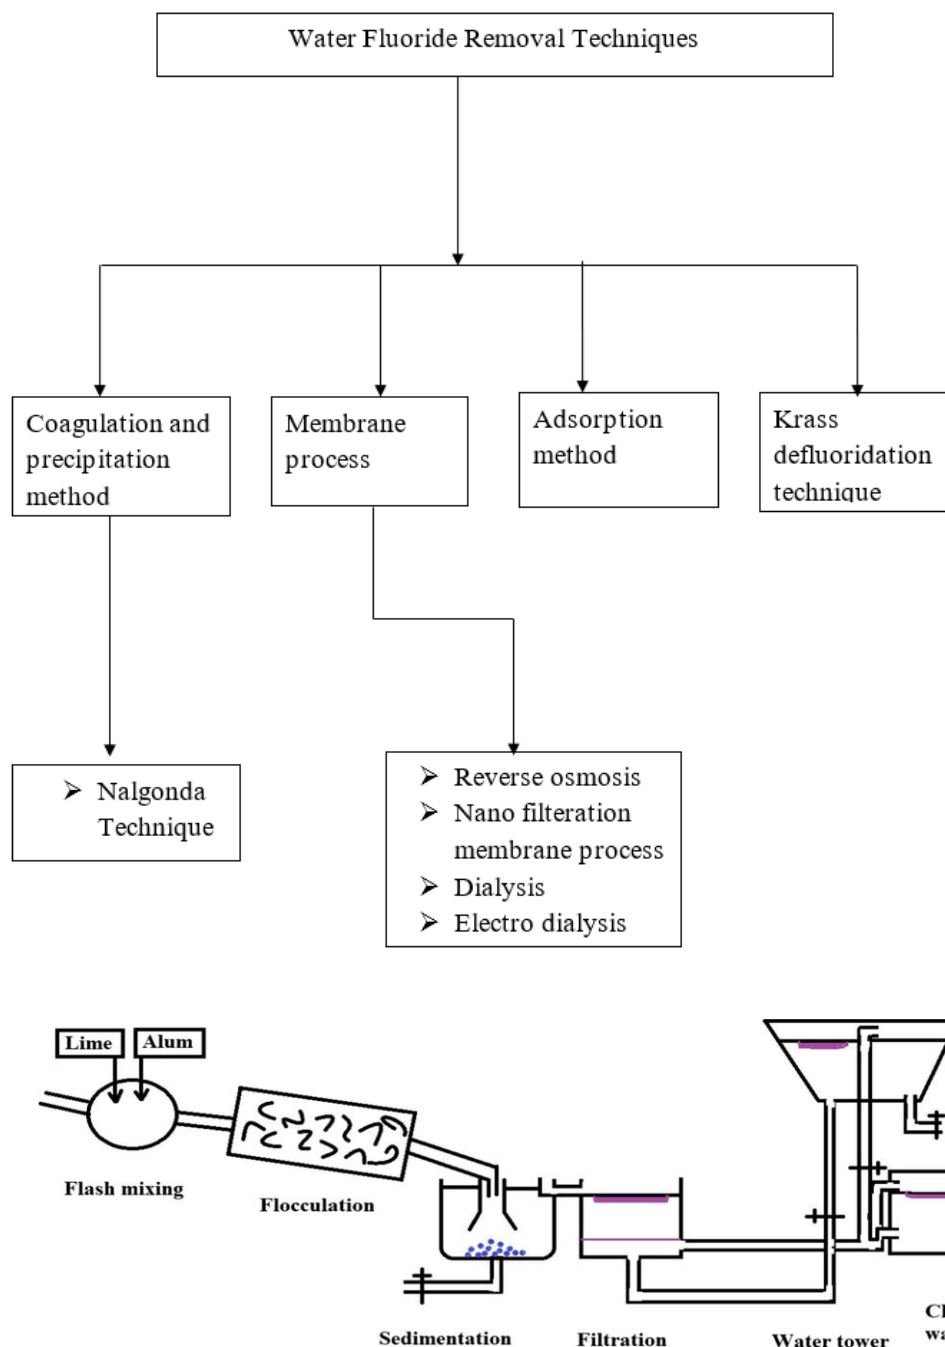 Water Fluoride Removal Techniques
Coagulation and
precipitation
method
Membrane
process
Adsorption
method
Krass
defluoridation
technique
➢ Nalgonda
Technique
➢ Reverse osmosis
➢ Nano filteration
membrane process
➢ Dialysis
➢ Electro dialysis
Lime
Alum
Flash mixing
Flocculation
Sedimentation
Filtration
Water tower